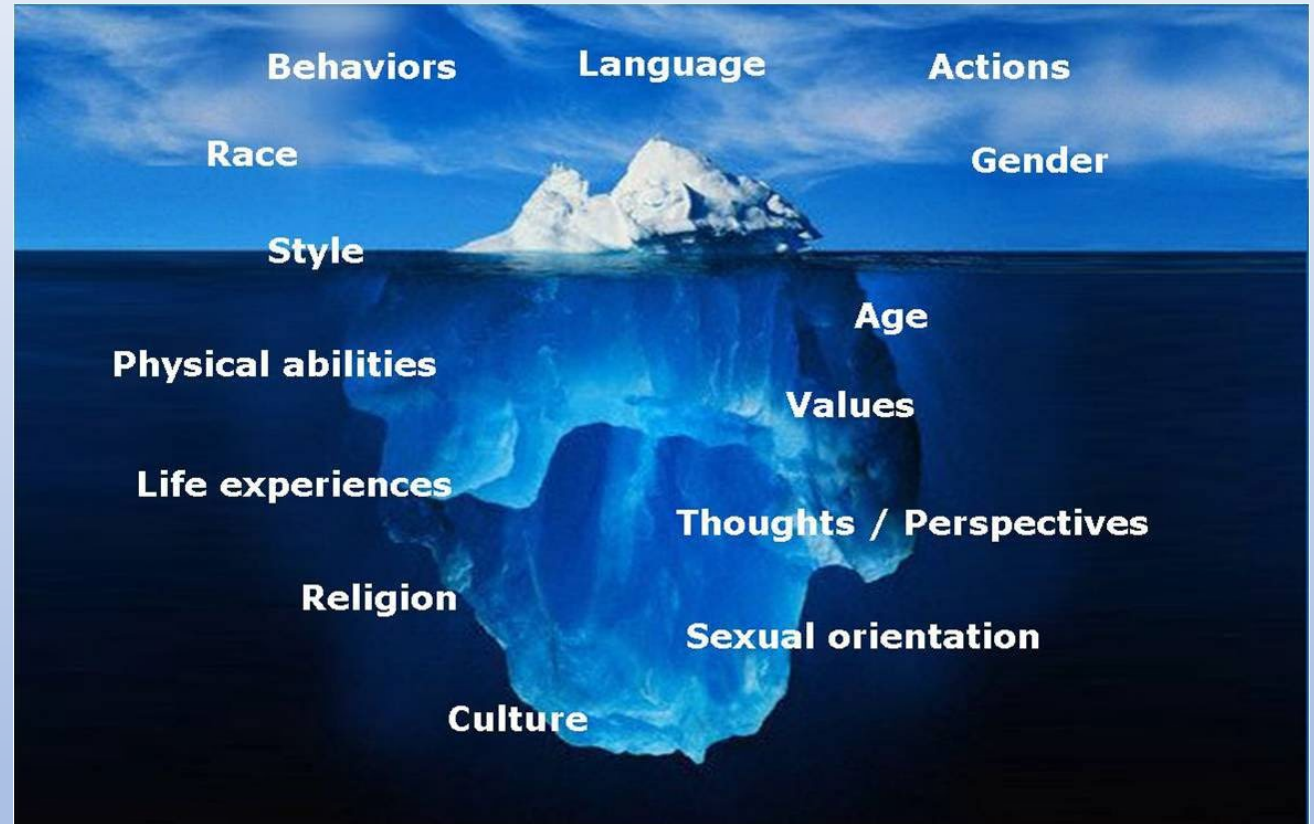 Behaviors Language Actions
Race Gender
Style
Age
Physical abilities
Values
Life experiences
Thoughts / Perspectives
Religion
Sexual orientation
Culture